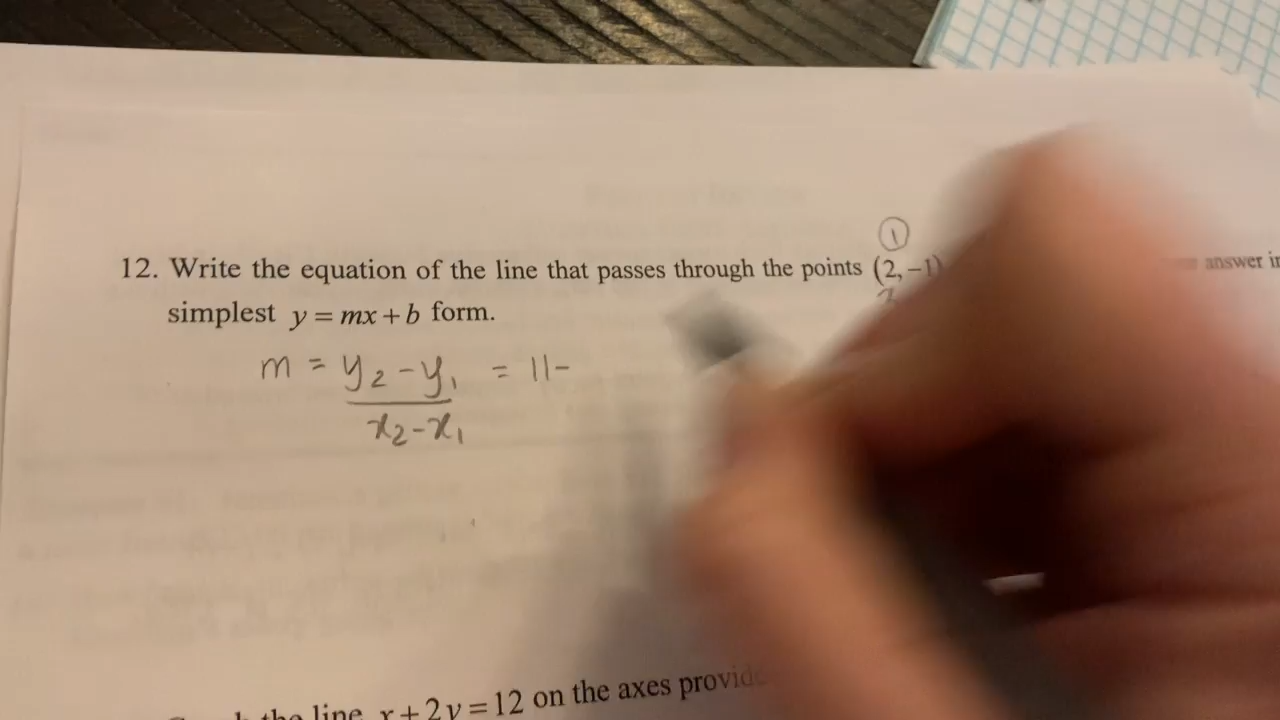 ①
12. Write the equation of the line that passes through the points (2,−1) answer in
simplest y = mx + b form.
m = y₂ − y₁ = 11 −
x₂ − x₁
the line x + 2y = 12 on the axes